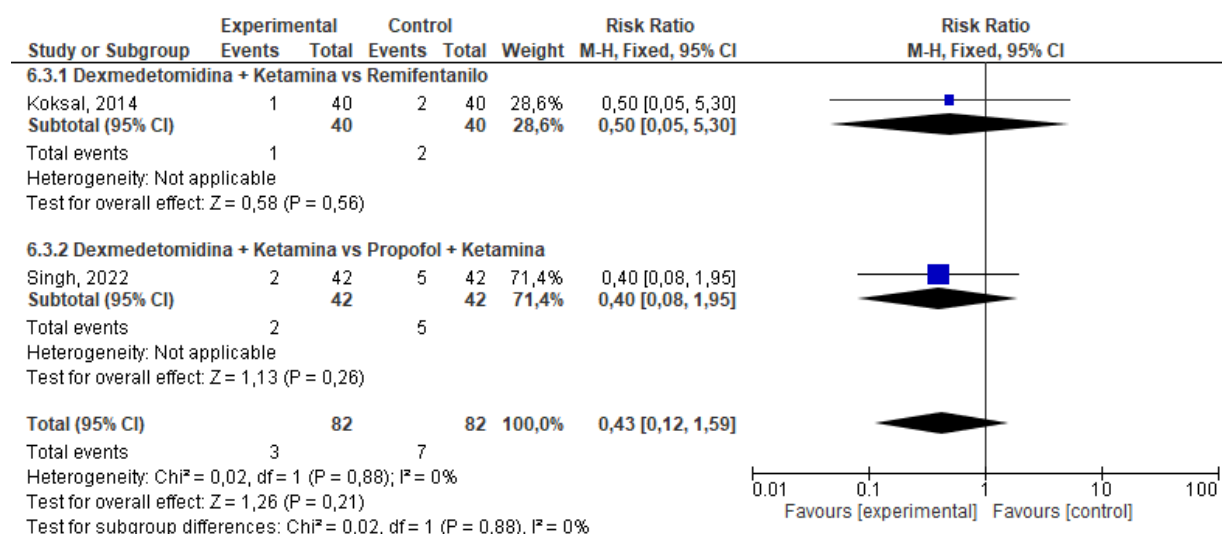 Experimental Control Risk Ratio Risk Ratio
Study or Subgroup Events Total Events Total Weight M-H, Fixed, 95% CI M-H, Fixed, 95% CI
6.3.1 Dexmedetomidina + Ketamina vs Remifentanilo
Koksal, 2014 1 40 2 40 28,6% 0,50 [0,05, 5,30]
Subtotal (95% CI) 40 40 28,6% 0,50 [0,05, 5,30]
Total events 1 2
Heterogeneity: Not applicable
Test for overall effect: Z = 0,58 (P = 0,56)
6.3.2 Dexmedetomidina + Ketamina vs Propofol + Ketamina
Singh, 2022 2 42 5 42 71,4% 0,40 [0,08, 1,95]
Subtotal (95% CI) 42 42 71,4% 0,40 [0,08, 1,95]
Total events 2 5
Heterogeneity: Not applicable
Test for overall effect: Z = 1,13 (P = 0,26)
Total (95% CI) 82 82 100,0% 0,43 [0,12, 1,59]
Total events 3 7
Heterogeneity: Chi² = 0,02, df = 1 (P = 0,88); I² = 0%
Test for overall effect: Z = 1,26 (P = 0,21)
Test for subgroup differences: Chi² = 0,02, df = 1 (P = 0,88), I² = 0%
0.01 0.1 1 10 100
Favours [experimental] Favours [control]